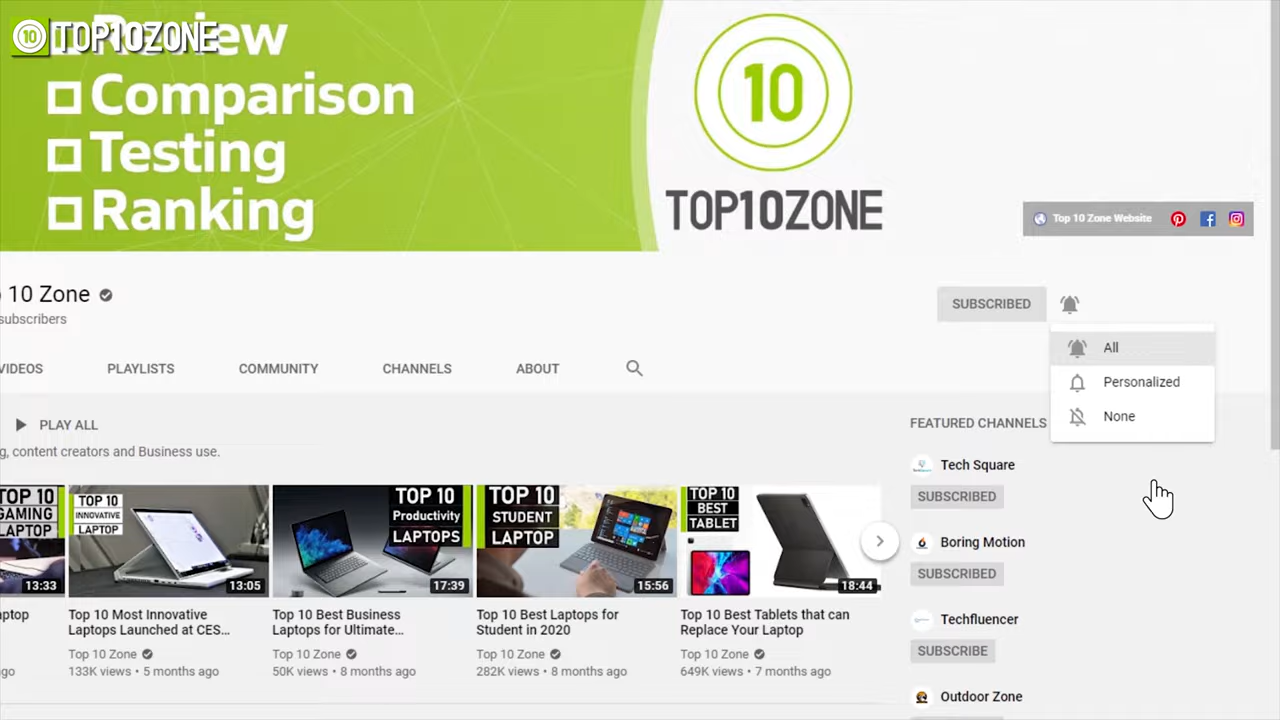 TOP10ZONE
Review
Comparison
Testing
Ranking
10
TOP10ZONE
Top 10 Zone Website
10 Zone
subscribers
SUBSCRIBED
All
Personalized
None
VIDEOS
PLAYLISTS
COMMUNITY
CHANNELS
ABOUT
PLAY ALL
g, content creators and Business use.
TOP 10
GAMING
LAPTOP
13:33
TOP 10
INNOVATIVE
LAPTOP
13:05
TOP 10
Productivity
LAPTOPS
17:39
TOP 10
STUDENT
LAPTOP
15:56
TOP 10
BEST
TABLET
18:44
aptop
ago
Top 10 Most Innovative
Laptops Launched at CES...
Top 10 Zone
133K views • 5 months ago
Top 10 Best Business
Laptops for Ultimate...
Top 10 Zone
50K views • 8 months ago
Top 10 Best Laptops for
Student in 2020
Top 10 Zone
282K views • 8 months ago
Top 10 Best Tablets that can
Replace Your Laptop
Top 10 Zone
649K views • 7 months ago
FEATURED CHANNELS
Tech Square
SUBSCRIBED
Boring Motion
SUBSCRIBED
Techfluencer
SUBSCRIBE
Outdoor Zone